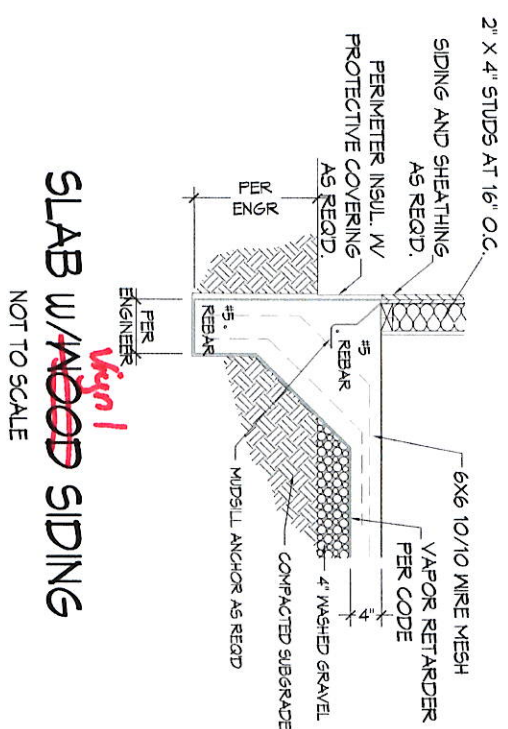 2" X 4" STUDS AT 16" O.C.
SIDING AND SHEATHING
AS REQ'D.
PERIMETER INSUL. W/
PROTECTIVE COVERING
AS REQ'D.
PER
ENGR
PER
ENGINEER
#5
REBAR
#5
REBAR
6X6 10/10 WIRE MESH
VAPOR RETARDER
PER CODE
4"
4" WASHED GRAVEL
COMPACTED SUBGRADE
MUDSILL ANCHOR AS REQ'D
Vinyl
SLAB W/WOOD SIDING
NOT TO SCALE